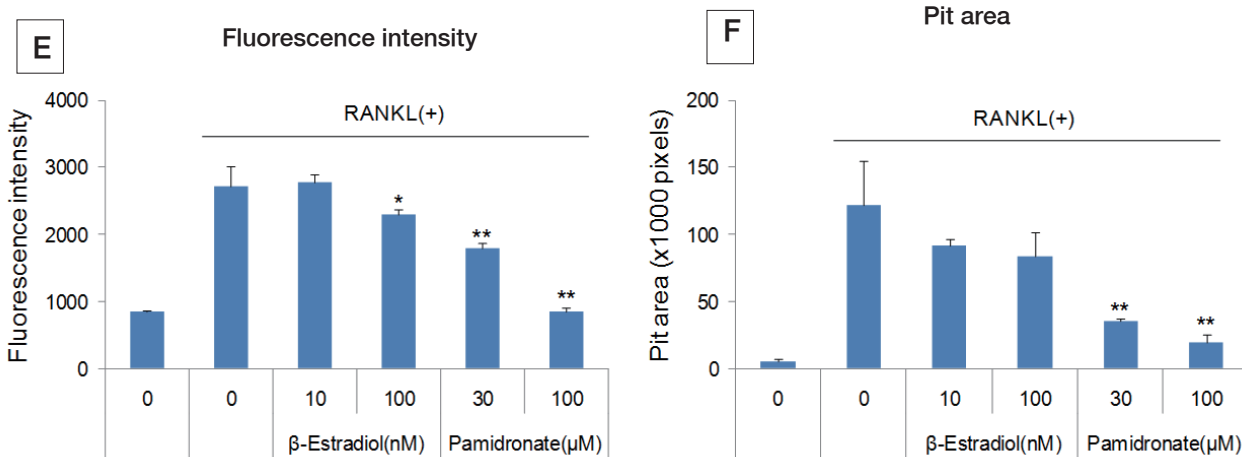 E
Fluorescence intensity
Fluorescence intensity
4000
3000
2000
1000
0
RANKL(+)
*
**
**
0
0
10
100
30
100
β-Estradiol(nM)
Pamidronate(µM)
F
Pit area
Pit area (x1000 pixels)
200
150
100
50
0
RANKL(+)
**
**
0
0
10
100
30
100
β-Estradiol(nM)
Pamidronate(µM)